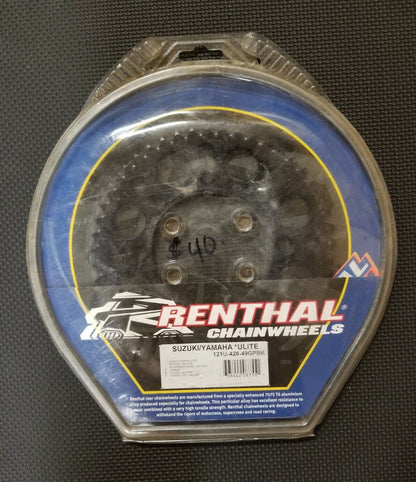 $40
RENTHAL
CHAINWHEELS
SUZUKI/YAMAHA *ULITE
121U-428-49GPBK
Renthal rear chainwheels are manufactured from a specially enhanced 7075 T6 aluminium
alloy produced especially for chainwheels. This particular alloy has excellent resistance to
wear combined with a very high tensile strength. Renthal chainwheels are designed to
withstand the rigors of motocross, supercross and road racing.